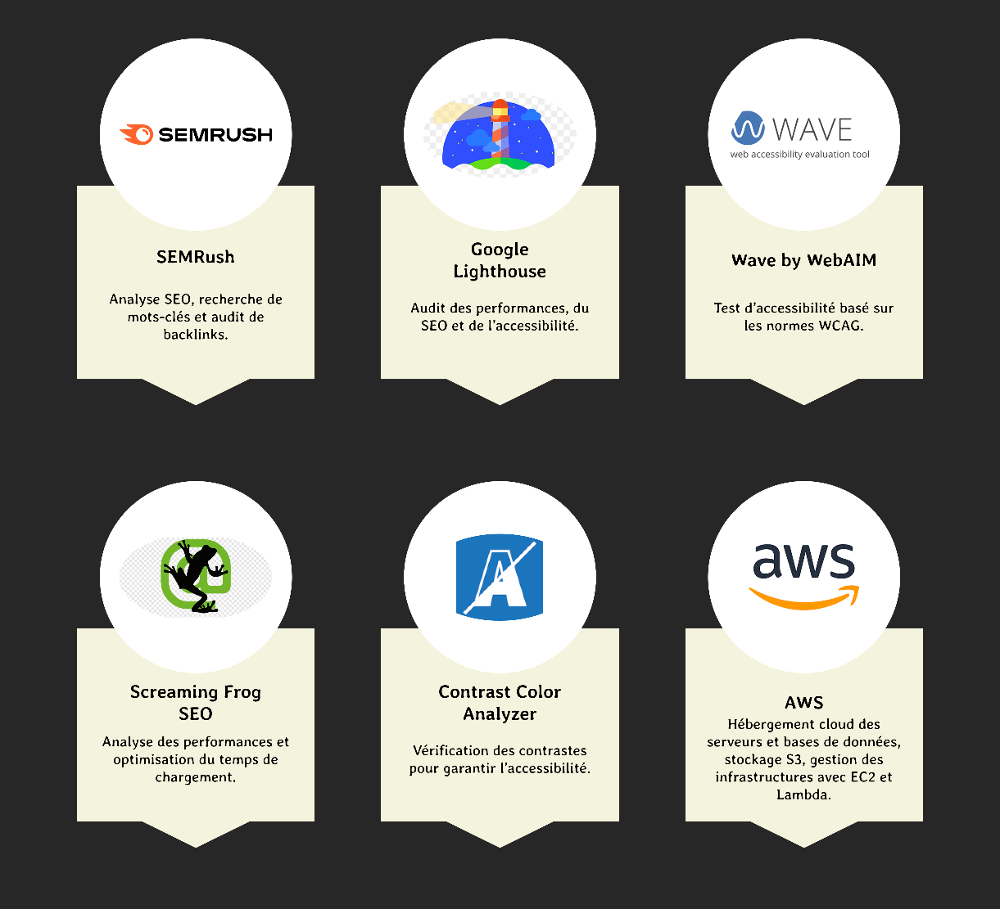 SEMRUSH
SEMRush
Analyse SEO, recherche de
mots-clés et audit de
backlinks.
Google
Lighthouse
Audit des performances, du
SEO et de l'accessibilité.
WAVE
web accessibility evaluation tool
Wave by WebAIM
Test d'accessibilité basé sur
les normes WCAG.
Screaming Frog
SEO
Analyse des performances et
optimisation du temps de
chargement.
A
Contrast Color
Analyzer
Vérification des contrastes
pour garantir l'accessibilité.
aws
AWS
Hébergement cloud des
serveurs et bases de données,
stockage S3, gestion des
infrastructures avec EC2 et
Lambda.